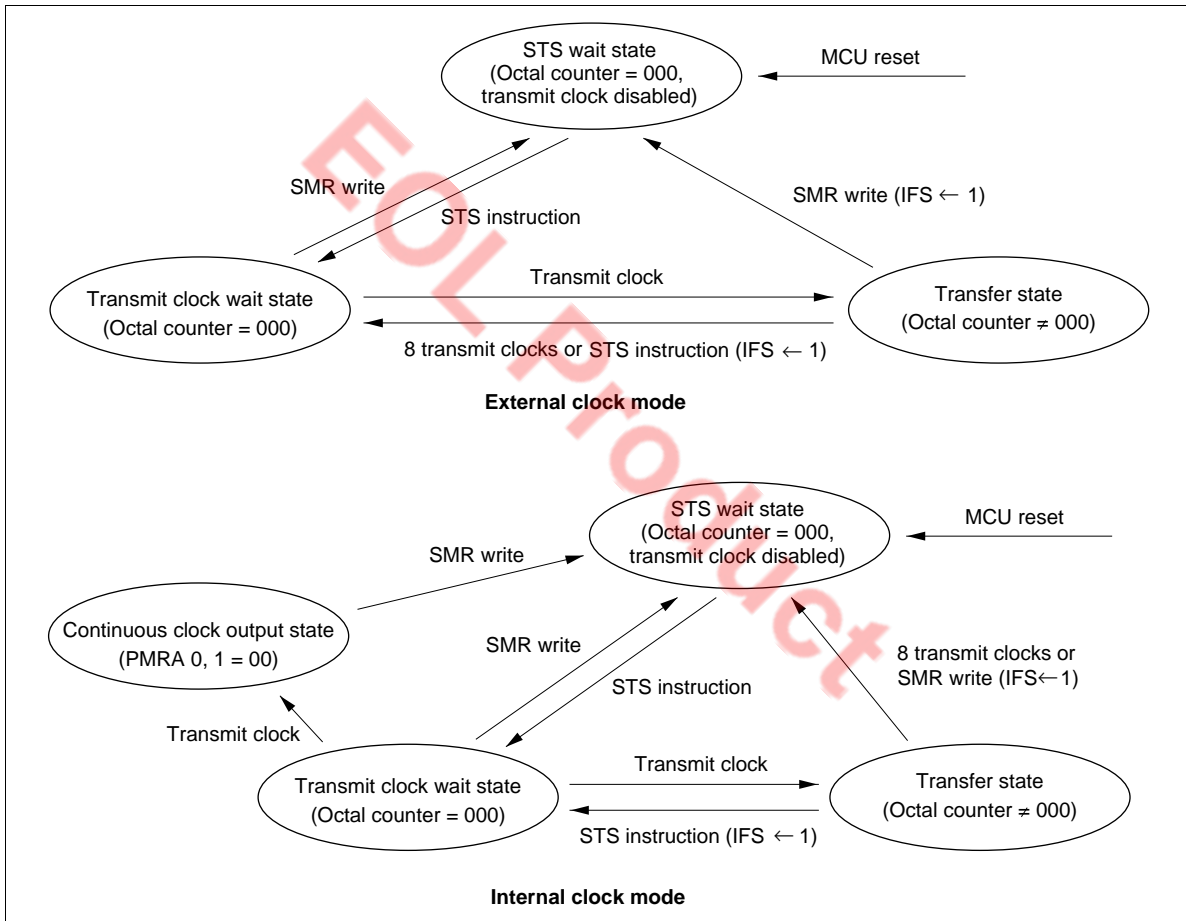 STS wait state
(Octal counter = 000,
transmit clock disabled)
MCU reset
SMR write
STS instruction
SMR write (IFS ← 1)
Transmit clock wait state
(Octal counter = 000)
Transmit clock
Transfer state
(Octal counter ≠ 000)
8 transmit clocks or STS instruction (IFS ← 1)
External clock mode
EOL Product
STS wait state
(Octal counter = 000,
transmit clock disabled)
MCU reset
SMR write
Continuous clock output state
(PMRA 0, 1 = 00)
SMR write
STS instruction
8 transmit clocks or
SMR write (IFS← 1)
Transmit clock
Transmit clock wait state
(Octal counter = 000)
Transmit clock
STS instruction (IFS ← 1)
Transfer state
(Octal counter ≠ 000)
Internal clock mode